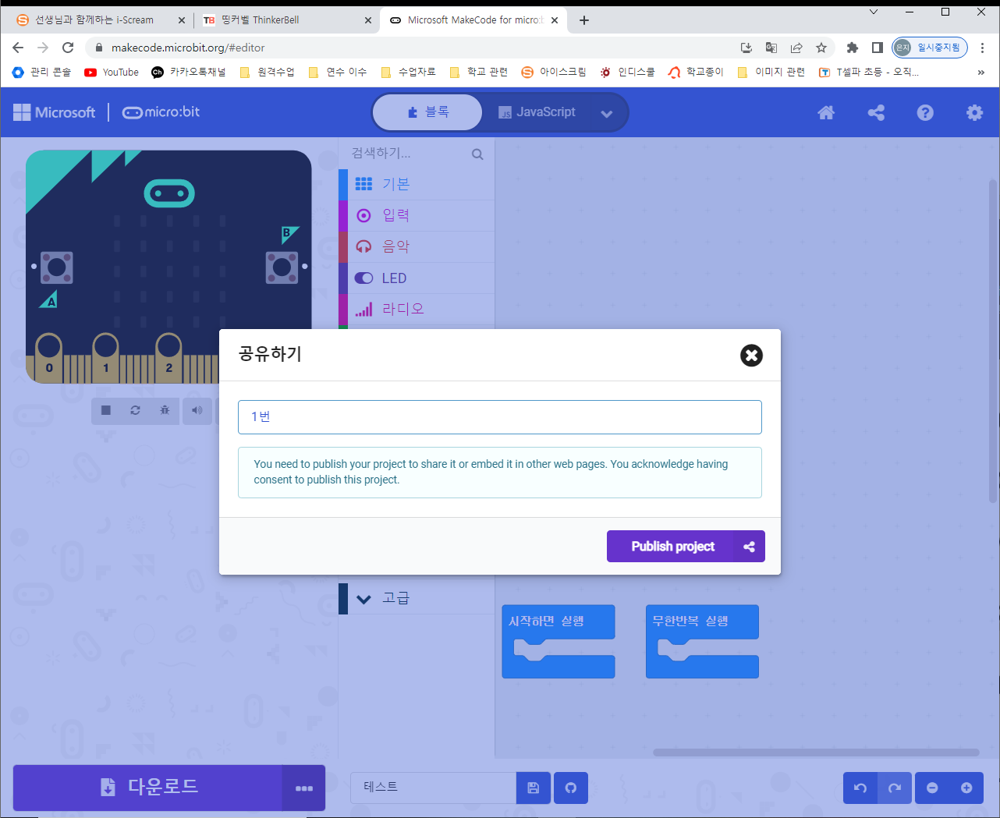 선생님과 함께하는 i-Scream
TB 띵커벨 ThinkerBell
Microsoft MakeCode for micro:b
makecode.microbit.org/#editor
은지 일시중지됨
관리 콘솔
YouTube
Ch 카카오톡채널
원격수업
연수 이수
수업자료
학교 관련
아이스크림
인디스쿨
학교종이
이미지 관련
T셀파 초등 - 오직...
Microsoft
micro:bit
블록
JS JavaScript
검색하기...
기본
입력
음악
LED
라디오
B
A
0 1 2
공유하기
1번
You need to publish your project to share it or embed it in other web pages. You acknowledge having
consent to publish this project.
Publish project
고급
시작하면 실행
무한반복 실행
다운로드
테스트